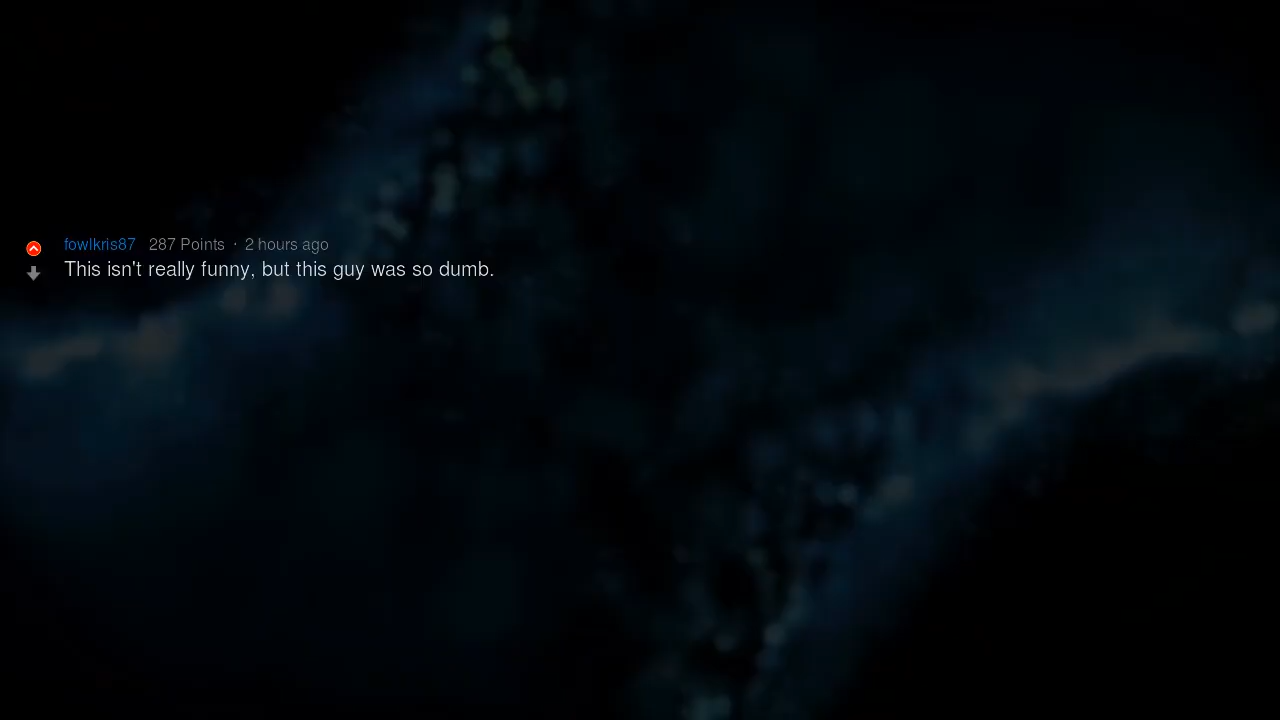 fowlkris87 287 Points · 2 hours ago
This isn't really funny, but this guy was so dumb.